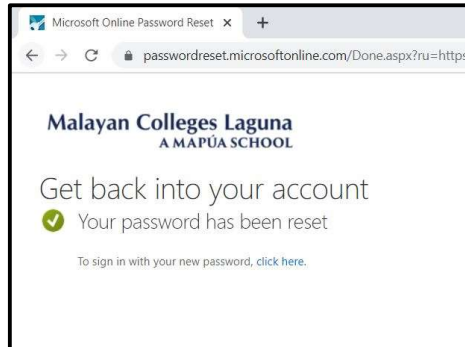 Microsoft Online Password Reset
passwordreset.microsoftonline.com/Done.aspx?ru=https
Malayan Colleges Laguna
A MAPÚA SCHOOL
Get back into your account
Your password has been reset
To sign in with your new password, click here.